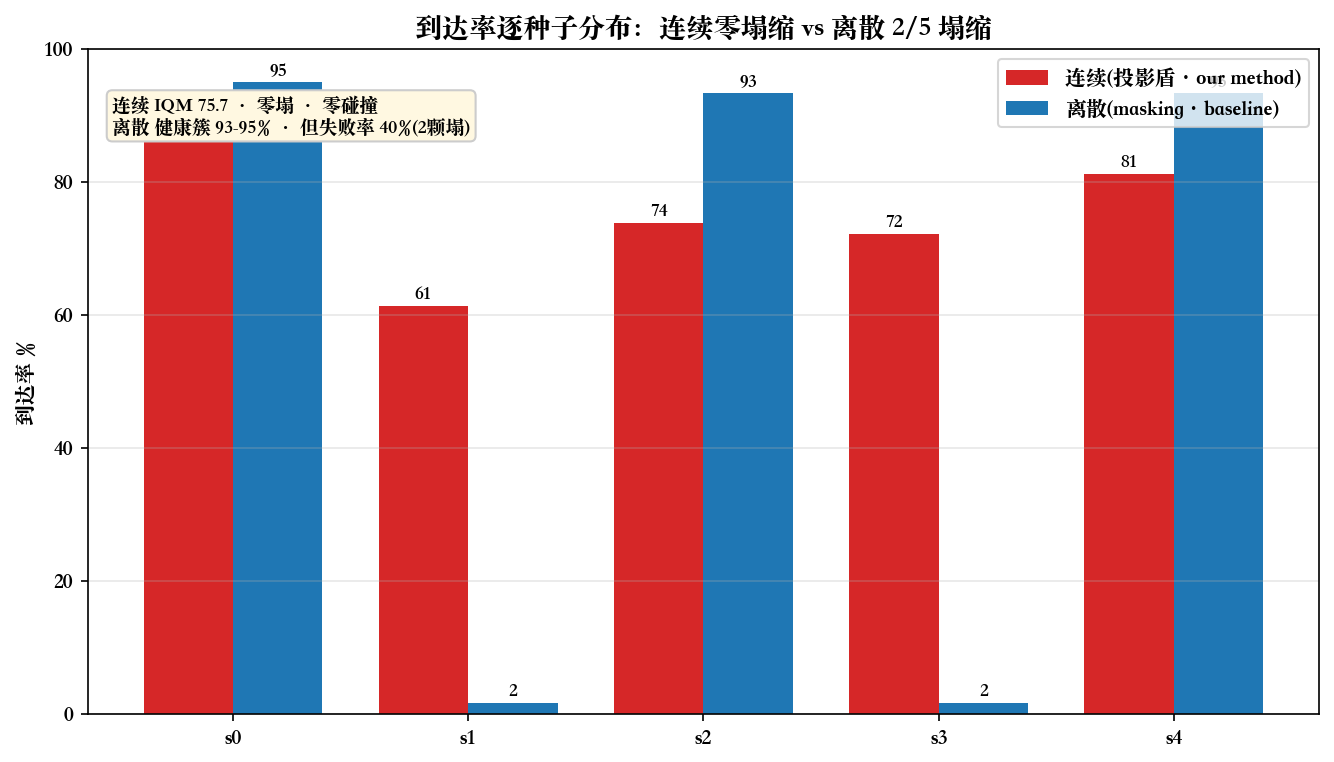 到达率逐种子分布：连续零塌缩 vs 离散 2/5 塌缩
到达率 %
100
80
60
40
20
0
连续 IQM 75.7 · 零塌 · 零碰撞
离散 健康簇 93-95% · 但失败率 40%(2颗塌)
连续(投影盾 · our method)
离散(masking · baseline)
95
61
2
74
93
72
2
81
s0
s1
s2
s3
s4